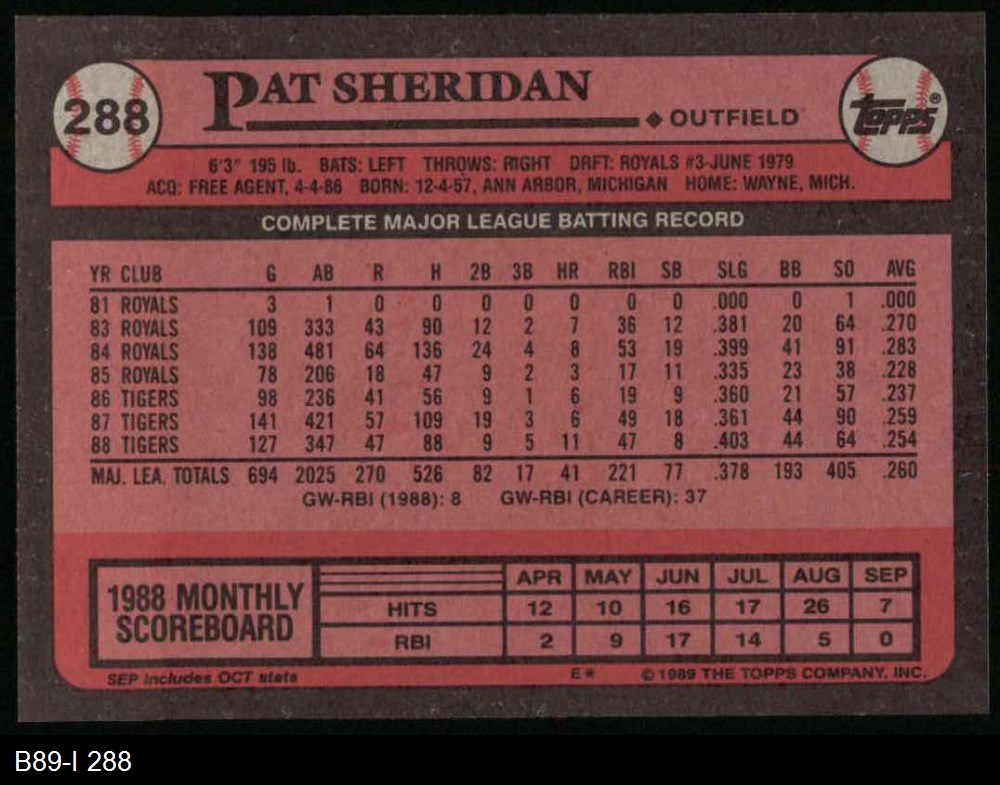 288
PAT SHERIDAN
◆ OUTFIELD
Topps®
6'3" 195 lb. BATS: LEFT THROWS: RIGHT DRFT: ROYALS #3-JUNE 1979
ACQ: FREE AGENT, 4-4-86 BORN: 12-4-57, ANN ARBOR, MICHIGAN HOME: WAYNE, MICH.
COMPLETE MAJOR LEAGUE BATTING RECORD
YR CLUB G AB R H 2B 3B HR RBI SB SLG BB SO AVG
81 ROYALS 3 1 0 0 0 0 0 0 0 .000 0 1 .000
83 ROYALS 109 333 43 90 12 2 7 36 12 .381 20 64 .270
84 ROYALS 138 481 64 136 24 4 8 53 19 .399 41 91 .283
85 ROYALS 78 206 18 47 9 2 3 17 11 .335 23 38 .228
86 TIGERS 98 236 41 56 9 1 6 19 9 .360 21 57 .237
87 TIGERS 141 421 57 109 19 3 6 49 18 .361 44 90 .259
88 TIGERS 127 347 47 88 9 5 11 47 8 .403 44 64 .254
MAJ. LEA. TOTALS 694 2025 270 526 82 17 41 221 77 .378 193 405 .260
GW-RBI (1988): 8 GW-RBI (CAREER): 37
1988 MONTHLY
SCOREBOARD
APR MAY JUN JUL AUG SEP
HITS 12 10 16 17 26 7
RBI 2 9 17 14 5 0
SEP includes OCT stats
E* © 1989 THE TOPPS COMPANY, INC.
B89-I 288